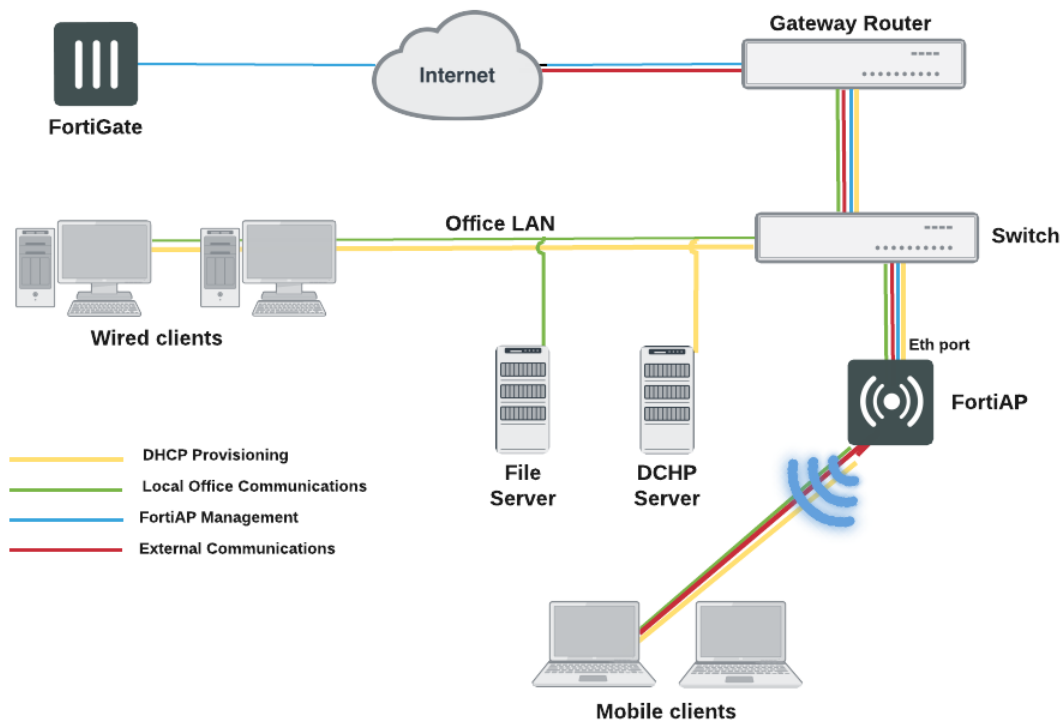 Gateway Router
Internet
FortiGate
Office LAN
Switch
Wired clients
Eth port
FortiAP
DHCP Provisioning
Local Office Communications
FortiAP Management
External Communications
File
Server
DCHP
Server
Mobile clients